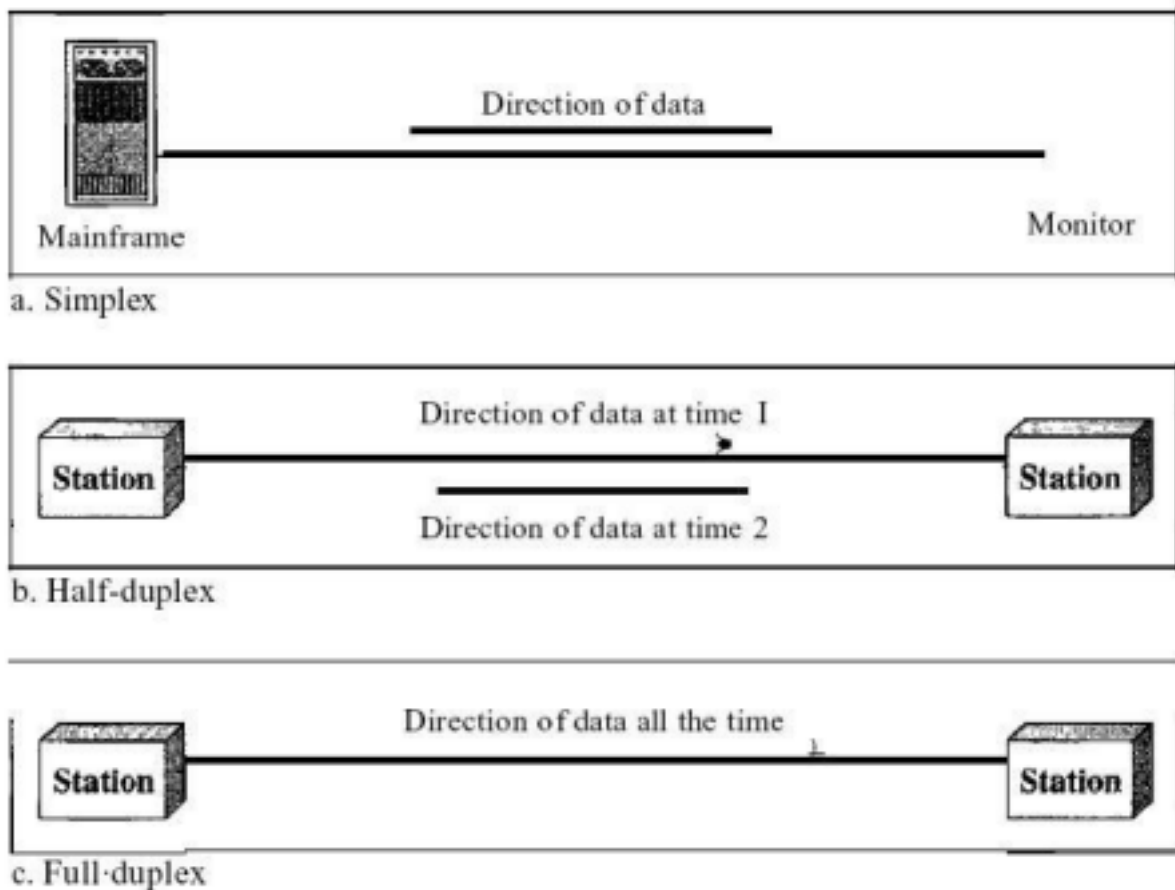 Direction of data
Mainframe
Monitor
a. Simplex
Direction of data at time I
Station
Station
Direction of data at time 2
b. Half-duplex
Direction of data all the time
Station
Station
c. Full·duplex